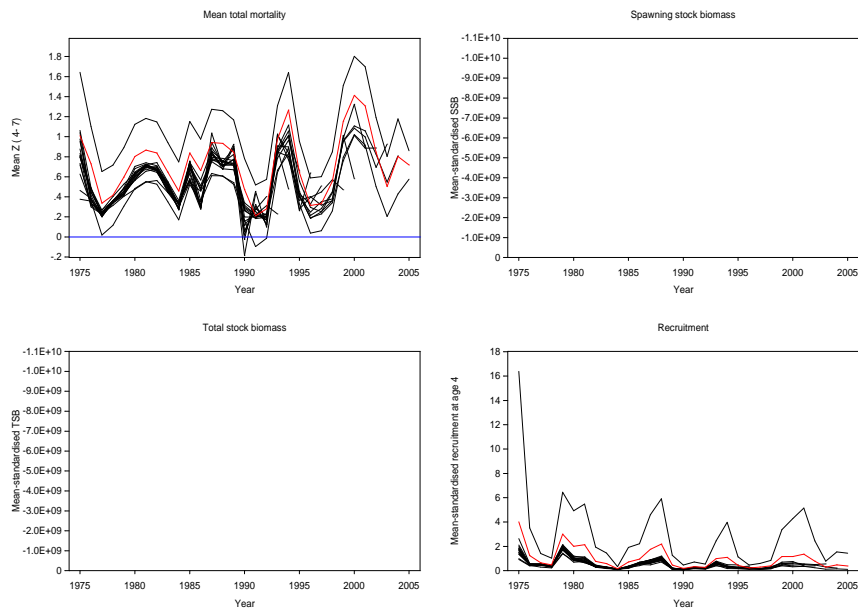 Mean total mortality
1.8
1.6
1.4
1.2
1
.8
.6
.4
.2
0
-.2
Mean Z ( 4- 7)
1975 1980 1985 1990 1995 2000 2005
Year
Spawning stock biomass
-1.1E+10
-1.0E+10
-9.0E+09
-8.0E+09
-7.0E+09
-6.0E+09
-5.0E+09
-4.0E+09
-3.0E+09
-2.0E+09
-1.0E+09
0
Mean-standardised SSB
1975 1980 1985 1990 1995 2000 2005
Year
Total stock biomass
-1.1E+10
-1.0E+10
-9.0E+09
-8.0E+09
-7.0E+09
-6.0E+09
-5.0E+09
-4.0E+09
-3.0E+09
-2.0E+09
-1.0E+09
0
Mean-standardised TSB
1975 1980 1985 1990 1995 2000 2005
Year
Recruitment
18
16
14
12
10
8
6
4
2
0
Mean-standardised recruitment at age 4
1975 1980 1985 1990 1995 2000 2005
Year